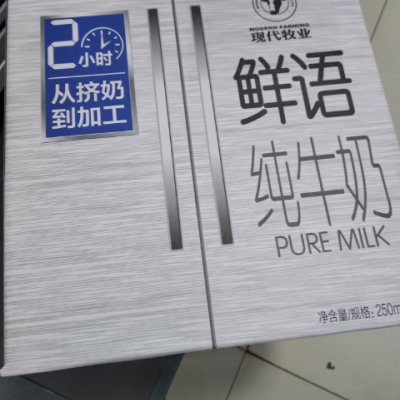 2小时
从挤奶
到加工
MODERN FARMING
现代牧业
鲜语
纯牛奶
PURE MILK
净含量/规格: 250m